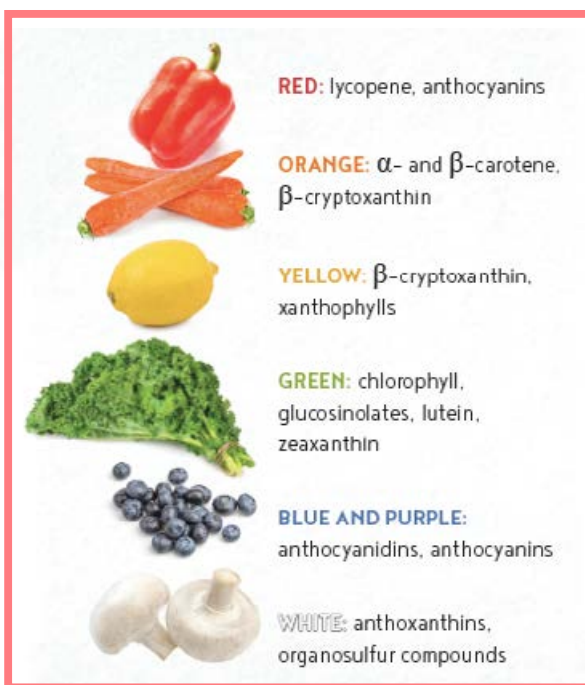 RED: lycopene, anthocyanins
ORANGE: α- and β-carotene,
β-cryptoxanthin
YELLOW: β-cryptoxanthin,
xanthophylls
GREEN: chlorophyll,
glucosinolates, lutein,
zeaxanthin
BLUE AND PURPLE:
anthocyanidins, anthocyanins
WHITE: anthoxanthins,
organosulfur compounds